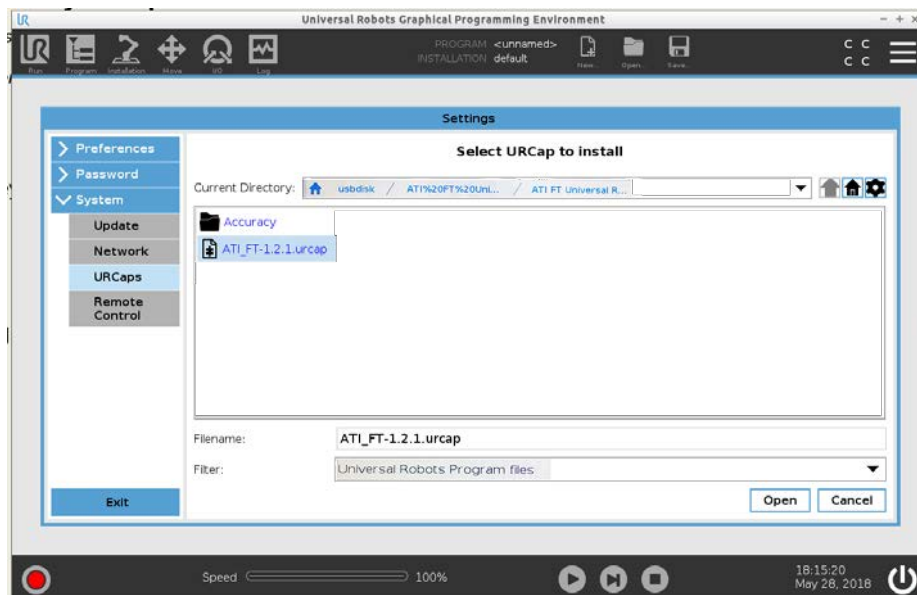 Universal Robots Graphical Programming Environment
PROGRAM <unnamed>
INSTALLATION default
Run Program Installation Move I/O Log New... Open... Save...
C C
C C
Settings
Preferences
Password
System
Update
Network
URCaps
Remote
Control
Exit
Select URCap to install
Current Directory: usbdisk / ATI%20FT%20Uni... / ATI FT Universal R...
Accuracy
ATI_FT-1.2.1.urcap
Filename: ATI_FT-1.2.1.urcap
Filter: Universal Robots Program files
Open Cancel
Speed 100%
18:15:20
May 28, 2018